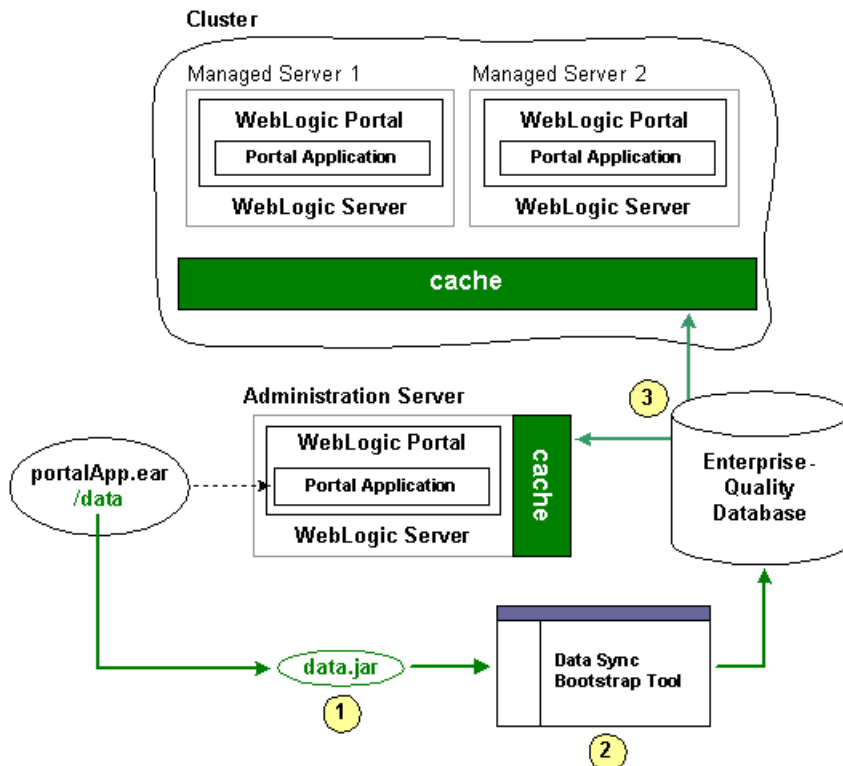 Cluster
Managed Server 1
Managed Server 2
WebLogic Portal
Portal Application
WebLogic Server
WebLogic Portal
Portal Application
WebLogic Server
cache
Administration Server
3
portalApp.ear
/data
WebLogic Portal
Portal Application
WebLogic Server
cache
Enterprise-
Quality
Database
data.jar
1
Data Sync
Bootstrap Tool
2